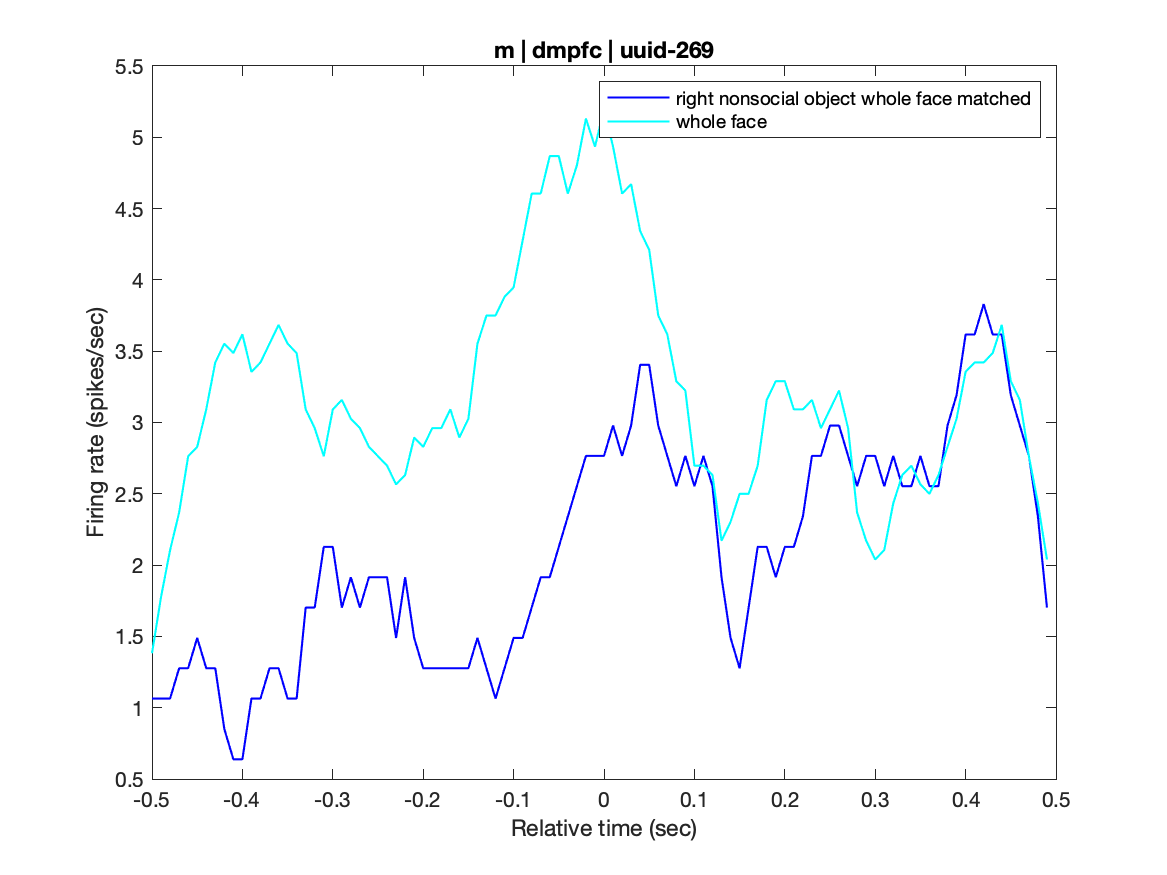 m | dmpfc | uuid-269
right nonsocial object whole face matched
whole face
5.5
5
4.5
4
3.5
3
2.5
2
1.5
1
0.5
Firing rate (spikes/sec)
-0.5 -0.4 -0.3 -0.2 -0.1 0 0.1 0.2 0.3 0.4 0.5
Relative time (sec)